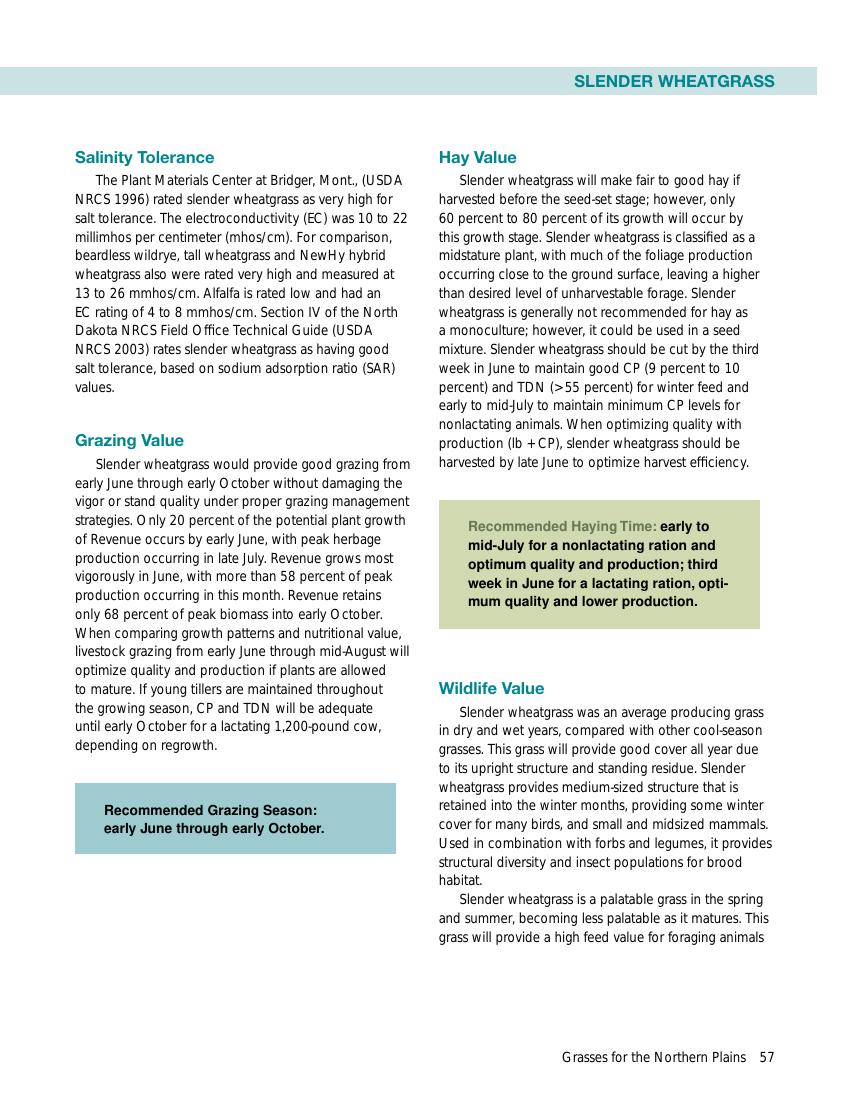 SLENDER WHEATGRASS
Salinity Tolerance
The Plant Materials Center at Bridger, Mont., (USDA
NRCS 1996) rated slender wheatgrass as very high for
salt tolerance. The electroconductivity (EC) was 10 to 22
millimhos per centimeter (mhos/cm). For comparison,
beardless wildrye, tall wheatgrass and NewHy hybrid
wheatgrass also were rated very high and measured at
13 to 26 mmhos/cm. Alfalfa is rated low and had an
EC rating of 4 to 8 mmhos/cm. Section IV of the North
Dakota NRCS Field Office Technical Guide (USDA
NRCS 2003) rates slender wheatgrass as having good
salt tolerance, based on sodium adsorption ratio (SAR)
values.
Grazing Value
Slender wheatgrass would provide good grazing from
early June through early October without damaging the
vigor or stand quality under proper grazing management
strategies. Only 20 percent of the potential plant growth
of Revenue occurs by early June, with peak herbage
production occurring in late July. Revenue grows most
vigorously in June, with more than 58 percent of peak
production occurring in this month. Revenue retains
only 68 percent of peak biomass into early October.
When comparing growth patterns and nutritional value,
livestock grazing from early June through mid-August will
optimize quality and production if plants are allowed
to mature. If young tillers are maintained throughout
the growing season, CP and TDN will be adequate
until early October for a lactating 1,200-pound cow,
depending on regrowth.
Recommended Grazing Season:
early June through early October.
Hay Value
Slender wheatgrass will make fair to good hay if
harvested before the seed-set stage; however, only
60 percent to 80 percent of its growth will occur by
this growth stage. Slender wheatgrass is classified as a
midstature plant, with much of the foliage production
occurring close to the ground surface, leaving a higher
than desired level of unharvestable forage. Slender
wheatgrass is generally not recommended for hay as
a monoculture; however, it could be used in a seed
mixture. Slender wheatgrass should be cut by the third
week in June to maintain good CP (9 percent to 10
percent) and TDN (>55 percent) for winter feed and
early to mid-July to maintain minimum CP levels for
nonlactating animals. When optimizing quality with
production (lb + CP), slender wheatgrass should be
harvested by late June to optimize harvest efficiency.
Recommended Haying Time: early to
mid-July for a nonlactating ration and
optimum quality and production; third
week in June for a lactating ration, opti-
mum quality and lower production.
Wildlife Value
Slender wheatgrass was an average producing grass
in dry and wet years, compared with other cool-season
grasses. This grass will provide good cover all year due
to its upright structure and standing residue. Slender
wheatgrass provides medium-sized structure that is
retained into the winter months, providing some winter
cover for many birds, and small and midsized mammals.
Used in combination with forbs and legumes, it provides
structural diversity and insect populations for brood
habitat.
Slender wheatgrass is a palatable grass in the spring
and summer, becoming less palatable as it matures. This
grass will provide a high feed value for foraging animals
Grasses for the Northern Plains 57